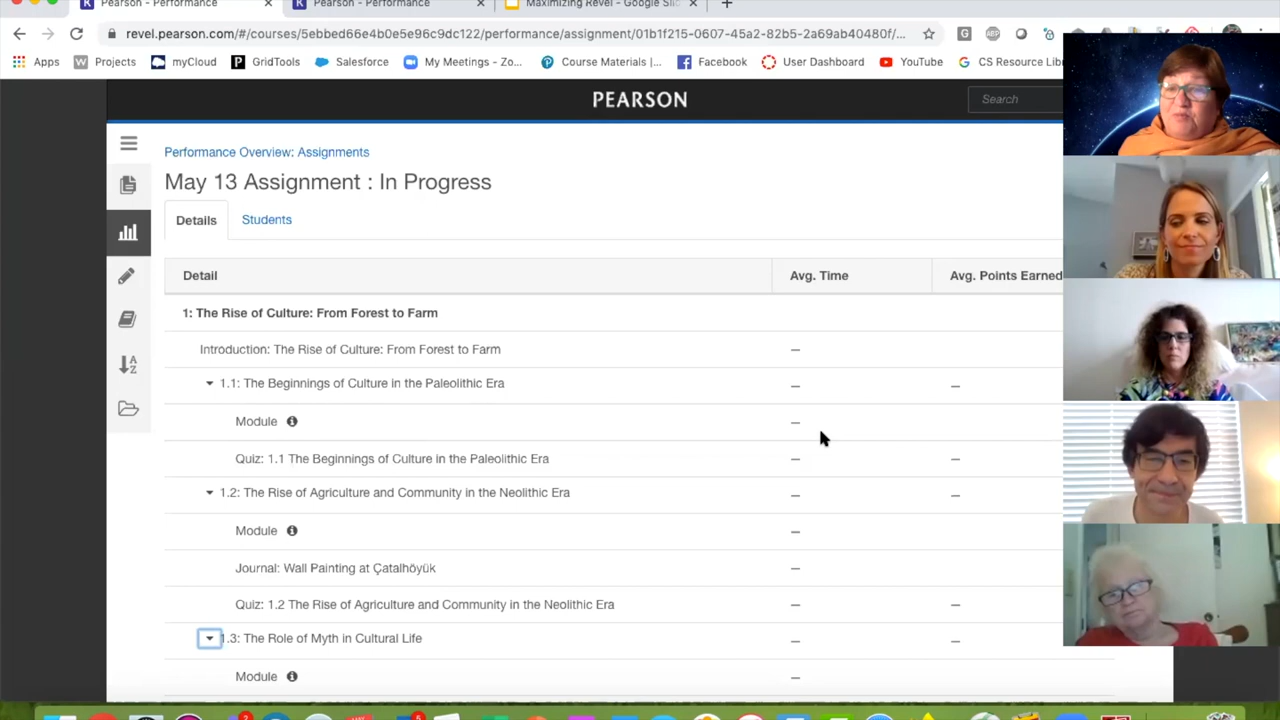 Pearson - Performance
Pearson - Performance
Maximizing Revel - Google Slid
revel.pearson.com/#/courses/5ebbed66e4b0e5e96c9dc122/performance/assignment/01b1f215-0607-45a2-82b5-2a69ab40480f/...
Apps
Projects
myCloud
GridTools
Salesforce
My Meetings - Zo...
Course Materials |...
Facebook
User Dashboard
YouTube
CS Resource Lib
PEARSON
Search
Performance Overview: Assignments
May 13 Assignment : In Progress
Details
Students
Detail
Avg. Time
Avg. Points Earned
1: The Rise of Culture: From Forest to Farm
Introduction: The Rise of Culture: From Forest to Farm
1.1: The Beginnings of Culture in the Paleolithic Era
Module
Quiz: 1.1 The Beginnings of Culture in the Paleolithic Era
1.2: The Rise of Agriculture and Community in the Neolithic Era
Module
Journal: Wall Painting at Çatalhöyük
Quiz: 1.2 The Rise of Agriculture and Community in the Neolithic Era
1.3: The Role of Myth in Cultural Life
Module